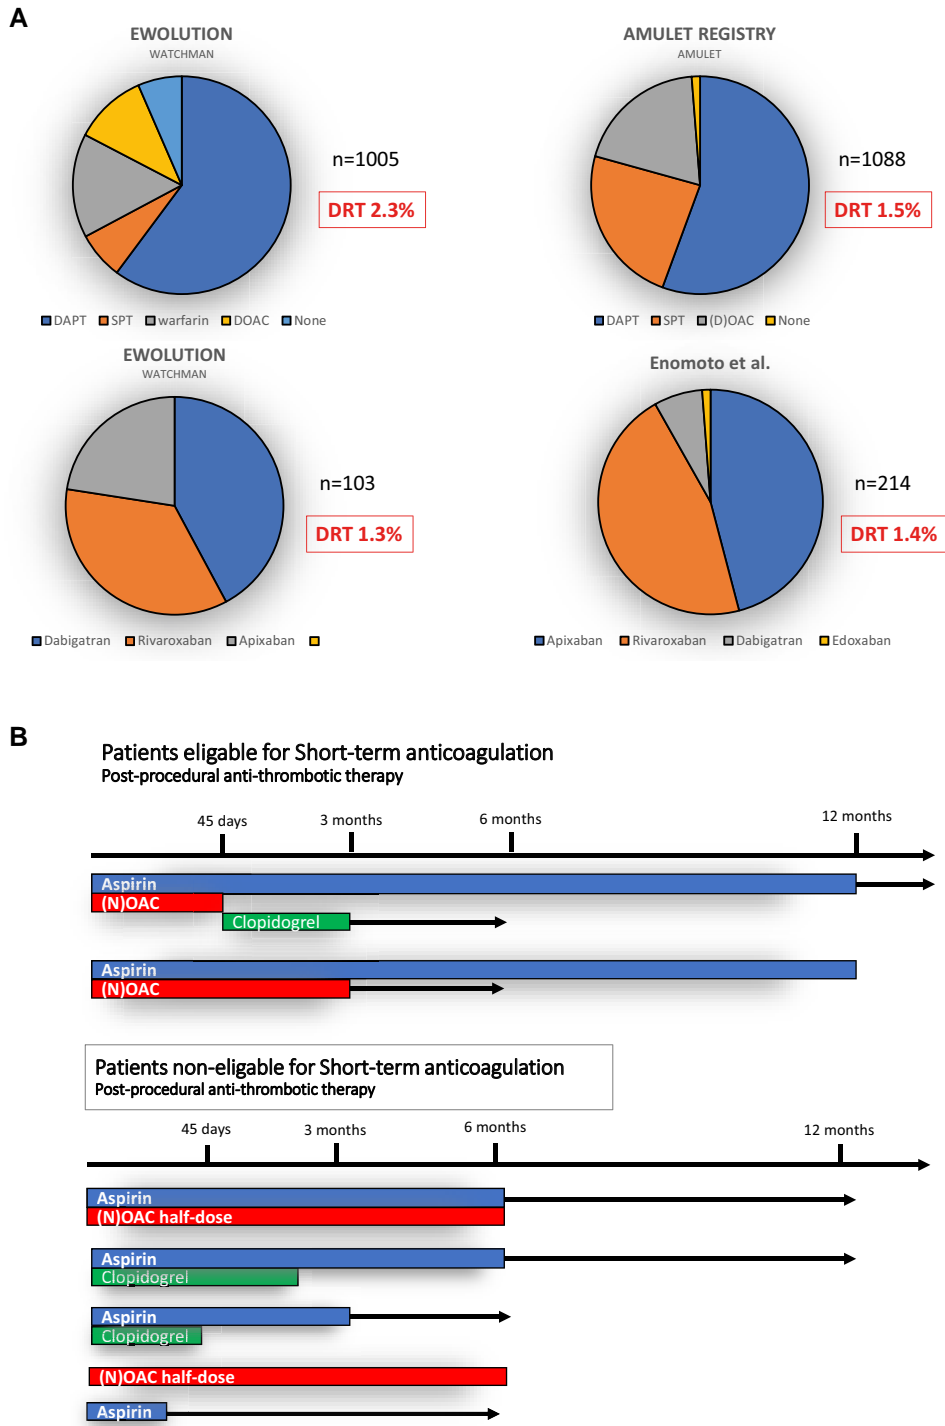 A
EWOLUTION
WATCHMAN
n=1005
DRT 2.3%
DAPT SPT warfarin DOAC None
AMULET REGISTRY
AMULET
n=1088
DRT 1.5%
DAPT SPT (D)OAC None
EWOLUTION
WATCHMAN
n=103
DRT 1.3%
Dabigatran Rivaroxaban Apixaban
Enomoto et al.
n=214
DRT 1.4%
Apixaban Rivaroxaban Dabigatran Edoxaban
B
Patients eligable for Short-term anticoagulation
Post-procedural anti-thrombotic therapy
45 days 3 months 6 months 12 months
Aspirin
(N)OAC
Clopidogrel
Aspirin
(N)OAC
Patients non-eligable for Short-term anticoagulation
Post-procedural anti-thrombotic therapy
45 days 3 months 6 months 12 months
Aspirin
(N)OAC half-dose
Aspirin
Clopidogrel
Aspirin
Clopidogrel
(N)OAC half-dose
Aspirin